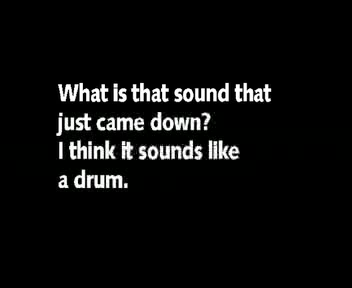 What is that sound that
just came down?
I think it sounds like
a drum.